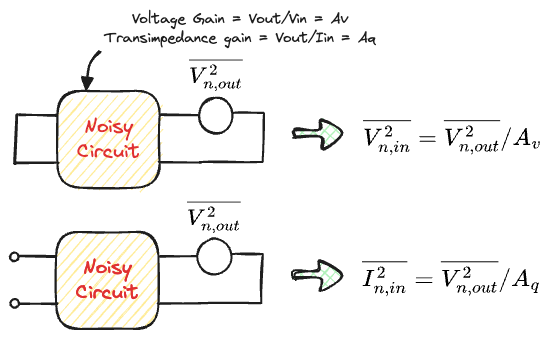 Voltage Gain = Vout/Vin = Av
Transimpedance gain = Vout/Iin = Aq
$\overline{V_{n,out}^2}$
Noisy
Circuit
$\overline{V_{n,in}^2} = \overline{V_{n,out}^2}/A_v$
$\overline{V_{n,out}^2}$
Noisy
Circuit
$\overline{I_{n,in}^2} = \overline{V_{n,out}^2}/A_q$